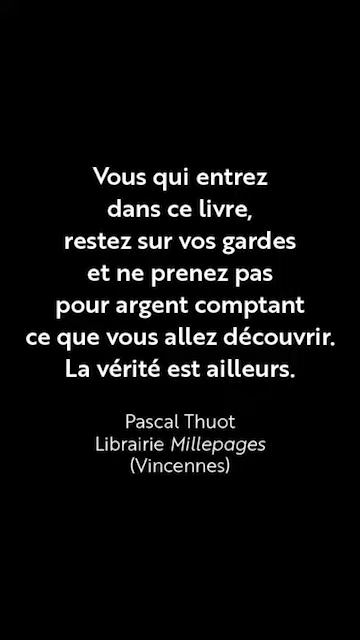 Vous qui entrez
dans ce livre,
restez sur vos gardes
et ne prenez pas
pour argent comptant
ce que vous allez découvrir.
La vérité est ailleurs.
Pascal Thuot
Librairie Millepages
(Vincennes)